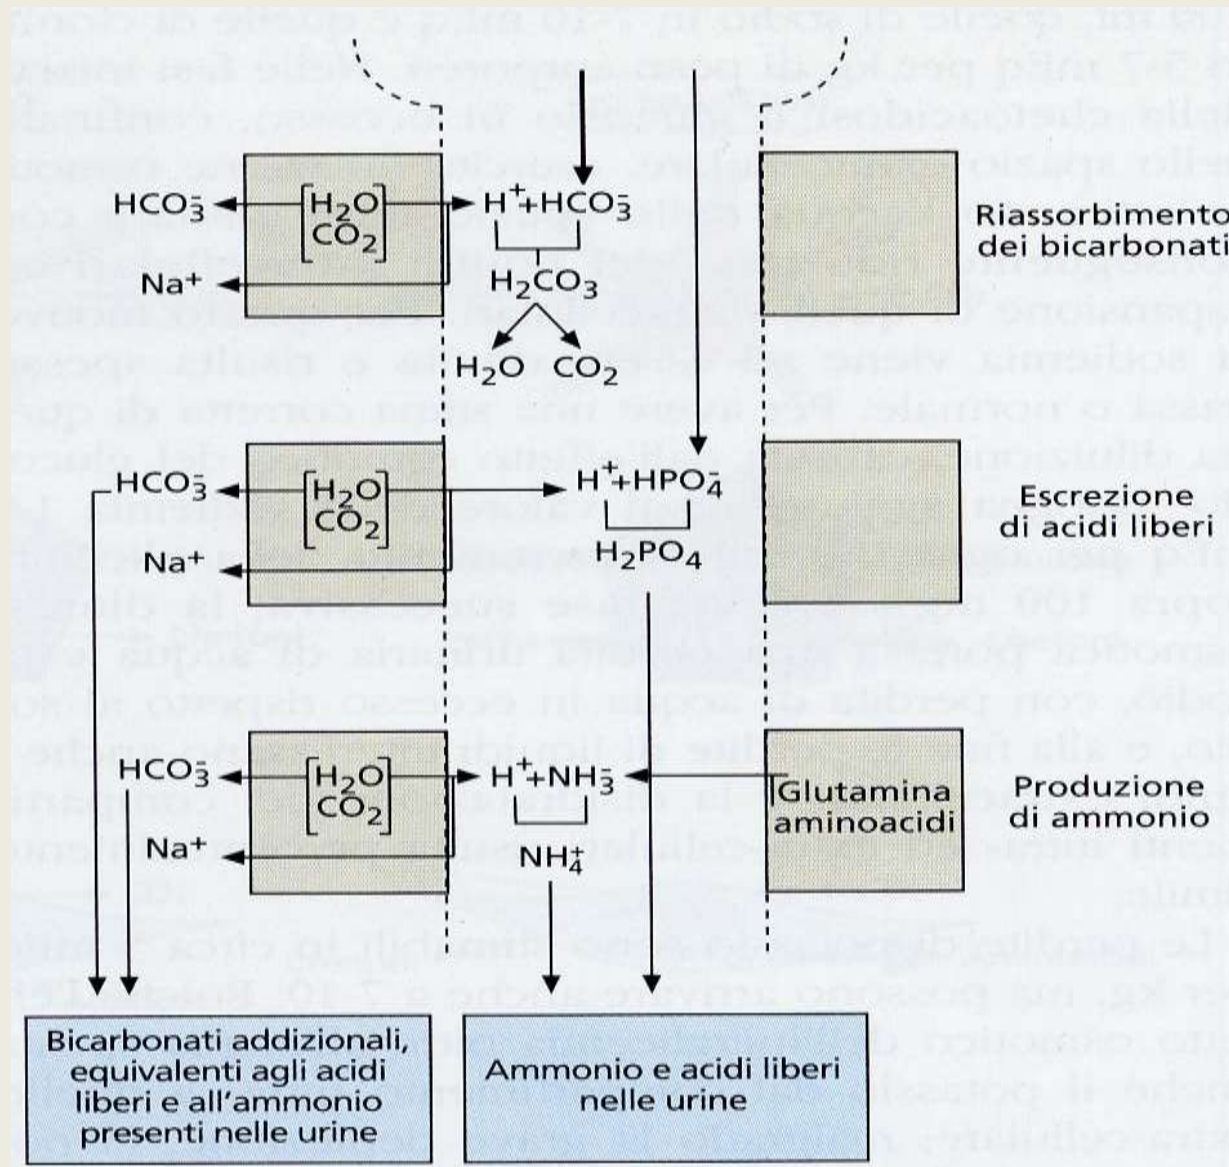 HCO₃⁻
[H₂O
CO₂]
H⁺+HCO₃⁻
Na⁺
H₂CO₃
H₂O
CO₂
Riassorbimento
dei bicarbonati
HCO₃⁻
[H₂O
CO₂]
H⁺+HPO₄⁻
Na⁺
H₂PO₄
Escrezione
di acidi liberi
HCO₃⁻
[H₂O
CO₂]
H⁺+NH₃⁻
Na⁺
NH₄⁺
Glutamina
aminoacidi
Produzione
di ammonio
Bicarbonati addizionali,
equivalenti agli acidi
liberi e all'ammonio
presenti nelle urine
Ammonio e acidi liberi
nelle urine